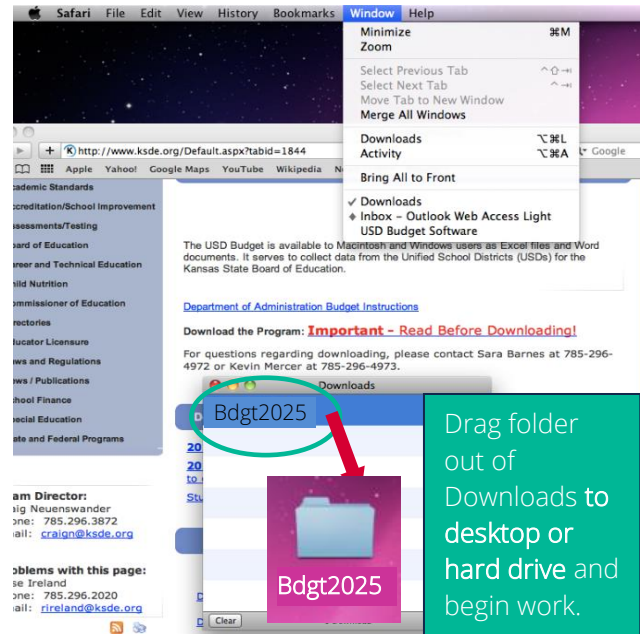 Safari File Edit View History Bookmarks Window Help
Minimize ⌘M
Zoom
Select Previous Tab
Select Next Tab
Move Tab to New Window
Merge All Windows
Downloads ⌥⌘L
Activity ⌥⌘A
Bring All to Front
✓ Downloads
◆ Inbox – Outlook Web Access Light
USD Budget Software
http://www.ksde.org/Default.aspx?tabid=1844
Google
Apple Yahoo! Google Maps YouTube Wikipedia
cademic Standards
ccreditation/School Improvement
ssessments/Testing
oard of Education
areer and Technical Education
hild Nutrition
ommissioner of Education
rectories
ducator Licensure
ews and Regulations
ews / Publications
chool Finance
pecial Education
ate and Federal Programs
am Director:
aig Neuenswander
one: 785.296.3872
ail: craign@ksde.org
oblems with this page:
se Ireland
one: 785.296.2020
ail: rireland@ksde.org
The USD Budget is available to Macintosh and Windows users as Excel files and Word
documents. It serves to collect data from the Unified School Districts (USDs) for the
Kansas State Board of Education.
Department of Administration Budget Instructions
Download the Program: Important - Read Before Downloading!
For questions regarding downloading, please contact Sara Barnes at 785-296-
4972 or Kevin Mercer at 785-296-4973.
Downloads
Bdgt2025
20
20
to
Stu
Bdgt2025
Clear
Drag folder
out of
Downloads to
desktop or
hard drive and
begin work.